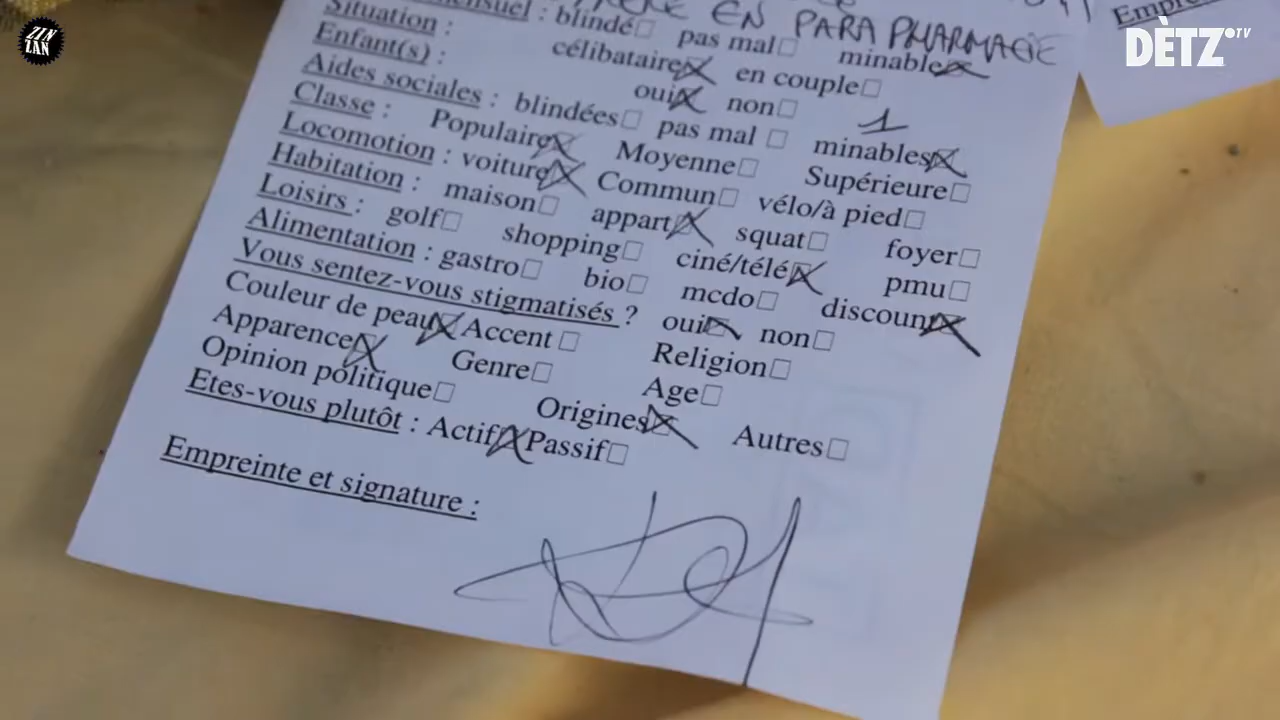 EN PARA PHARMACIE
mensuel : blindé☐ pas mal☐ minable☒
Situation : célibataire☒ en couple☐
Enfant(s) : oui☒ non☐ 1
Aides sociales : blindées☐ pas mal ☐ minables☒
Classe : Populaire☒ Moyenne☐ Supérieure☐
Locomotion : voiture☒ Commun☐ vélo/à pied☐
Habitation : maison☐ appart☒ squat☐ foyer☐
Loisirs : golf☐ shopping☐ ciné/télé☒ pmu☐
Alimentation : gastro☐ bio☐ mcdo☐ discount☒
Vous sentez-vous stigmatisés ? oui☒ non☐
Couleur de peau☒ Accent ☐ Religion☐
Apparence☒ Genre☐ Age☐
Opinion politique☐ Origines☒ Autres☐
Etes-vous plutôt : Actif☒ Passif☐
Empreinte et signature :
ZIN
LAN
DÈTZ TV